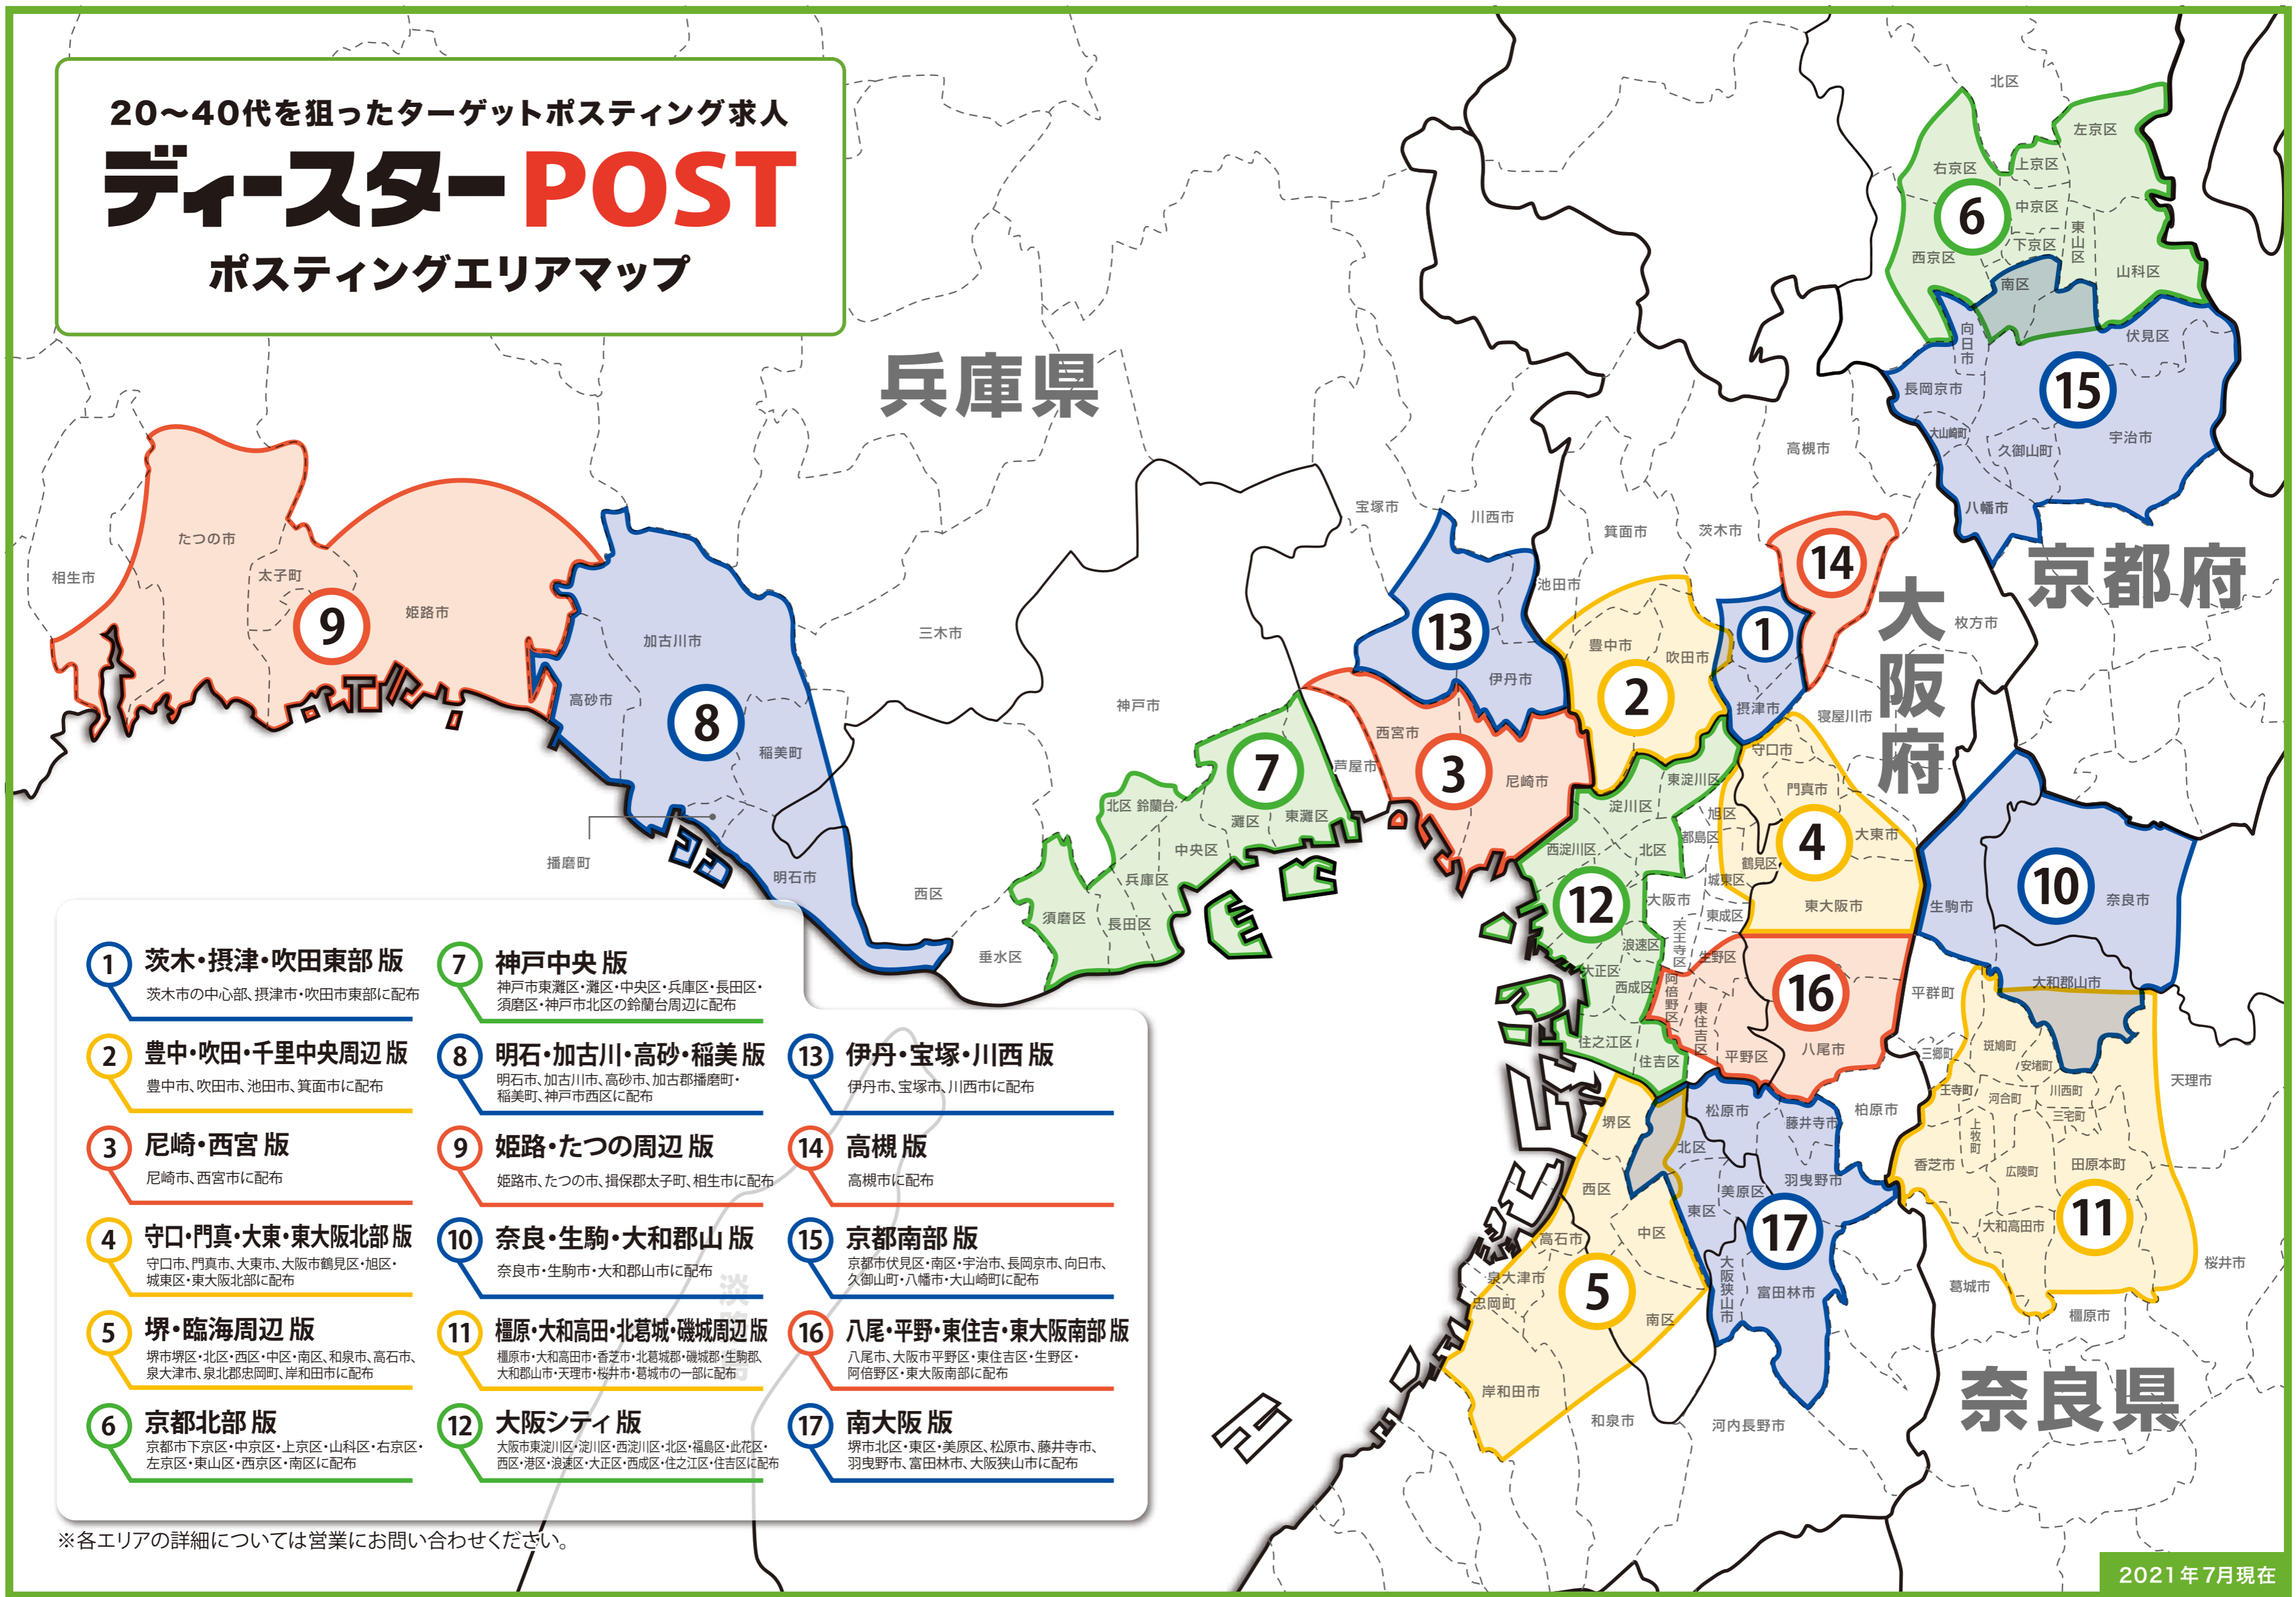 20〜40代を狙ったターゲットポスティング求人
ディースターPOST
ポスティングエリアマップ
兵庫県
京都府
大阪府
奈良県
北区
左京区
右京区
上京区
6
中京区
東山区
下京区
西京区
山科区
南区
向日市
伏見区
長岡京市
15
大山崎町
久御山町
宇治市
八幡市
高槻市
宝塚市
川西市
箕面市
茨木市
14
池田市
枚方市
たつの市
相生市
太子町
9
姫路市
加古川市
三木市
13
伊丹市
豊中市
吹田市
1
2
摂津市
寝屋川市
高砂市
8
稲美町
神戸市
西宮市
7
芦屋市
3
尼崎市
守口市
東淀川区
門真市
淀川区
旭区
北区 鈴蘭台
灘区
東灘区
都島区
4
大東市
中央区
西淀川区
北区
鶴見区
播磨町
明石市
兵庫区
城東区
西区
12
大阪市
東成区
東大阪市
生駒市
10
奈良市
須磨区
長田区
天王寺区
浪速区
生野区
垂水区
大正区
西成区
阿倍野区
16
平群町
大和郡山市
東住吉区
住之江区
住吉区
平野区
八尾市
三郷町
斑鳩町
安堵町
天理市
王寺町
河合町
川西町
三宅町
堺区
松原市
藤井寺市
柏原市
上牧町
北区
香芝市
広陵町
田原本町
西区
美原区
羽曳野市
東区
中区
17
大和高田市
11
高石市
泉大津市
忠岡町
5
南区
大阪狭山市
富田林市
葛城市
桜井市
橿原市
岸和田市
和泉市
河内長野市
1 茨木・摂津・吹田東部 版
茨木市の中心部、摂津市・吹田市東部に配布
2 豊中・吹田・千里中央周辺 版
豊中市、吹田市、池田市、箕面市に配布
3 尼崎・西宮 版
尼崎市、西宮市に配布
4 守口・門真・大東・東大阪北部 版
守口市、門真市、大東市、大阪市鶴見区・旭区・
城東区・東大阪北部に配布
5 堺・臨海周辺 版
堺市堺区・北区・西区・中区・南区、和泉市、高石市、
泉大津市、泉北郡忠岡町、岸和田市に配布
6 京都北部 版
京都市下京区・中京区・上京区・山科区・右京区・
左京区・東山区・西京区・南区に配布
7 神戸中央 版
神戸市東灘区・灘区・中央区・兵庫区・長田区・
須磨区・神戸市北区の鈴蘭台周辺に配布
8 明石・加古川・高砂・稲美 版
明石市、加古川市、高砂市、加古郡播磨町・
稲美町、神戸市西区に配布
9 姫路・たつの周辺 版
姫路市、たつの市、揖保郡太子町、相生市に配布
10 奈良・生駒・大和郡山 版
奈良市・生駒市・大和郡山市に配布
11 橿原・大和高田・北葛城・磯城周辺 版
橿原市・大和高田市・香芝市・北葛城郡・磯城郡・生駒郡、
大和郡山市・天理市・桜井市・葛城市の一部に配布
12 大阪シティ 版
大阪市東淀川区・淀川区・西淀川区・北区・福島区・此花区・
西区・港区・浪速区・大正区・西成区・住之江区・住吉区に配布
13 伊丹・宝塚・川西 版
伊丹市、宝塚市、川西市に配布
14 高槻 版
高槻市に配布
15 京都南部 版
京都市伏見区・南区・宇治市、長岡京市、向日市、
久御山町・八幡市・大山崎町に配布
16 八尾・平野・東住吉・東大阪南部 版
八尾市、大阪市平野区・東住吉区・生野区・
阿倍野区・東大阪南部に配布
17 南大阪 版
堺市北区・東区・美原区、松原市、藤井寺市、
羽曳野市、富田林市、大阪狭山市に配布
※各エリアの詳細については営業にお問い合わせください。
2021年7月現在